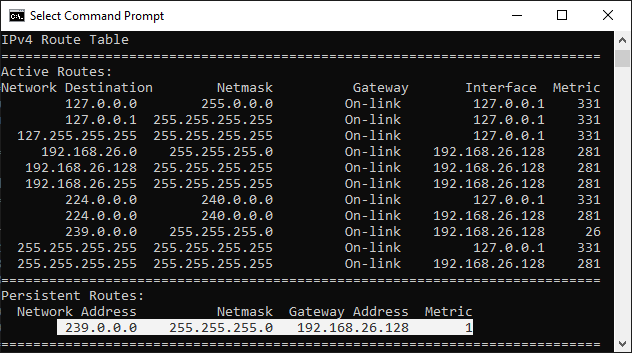 Select Command Prompt
IPv4 Route Table
===========================================================================
Active Routes:
Network Destination        Netmask          Gateway       Interface  Metric
        127.0.0.0        255.0.0.0         On-link         127.0.0.1    331
        127.0.0.1  255.255.255.255         On-link         127.0.0.1    331
  127.255.255.255  255.255.255.255         On-link         127.0.0.1    331
     192.168.26.0    255.255.255.0         On-link    192.168.26.128    281
   192.168.26.128  255.255.255.255         On-link    192.168.26.128    281
   192.168.26.255  255.255.255.255         On-link    192.168.26.128    281
        224.0.0.0        240.0.0.0         On-link         127.0.0.1    331
        224.0.0.0        240.0.0.0         On-link    192.168.26.128    281
        239.0.0.0    255.255.255.0         On-link    192.168.26.128     26
  255.255.255.255  255.255.255.255         On-link         127.0.0.1    331
  255.255.255.255  255.255.255.255         On-link    192.168.26.128    281
===========================================================================
Persistent Routes:
  Network Address          Netmask  Gateway Address  Metric
        239.0.0.0    255.255.255.0   192.168.26.128       1
===========================================================================